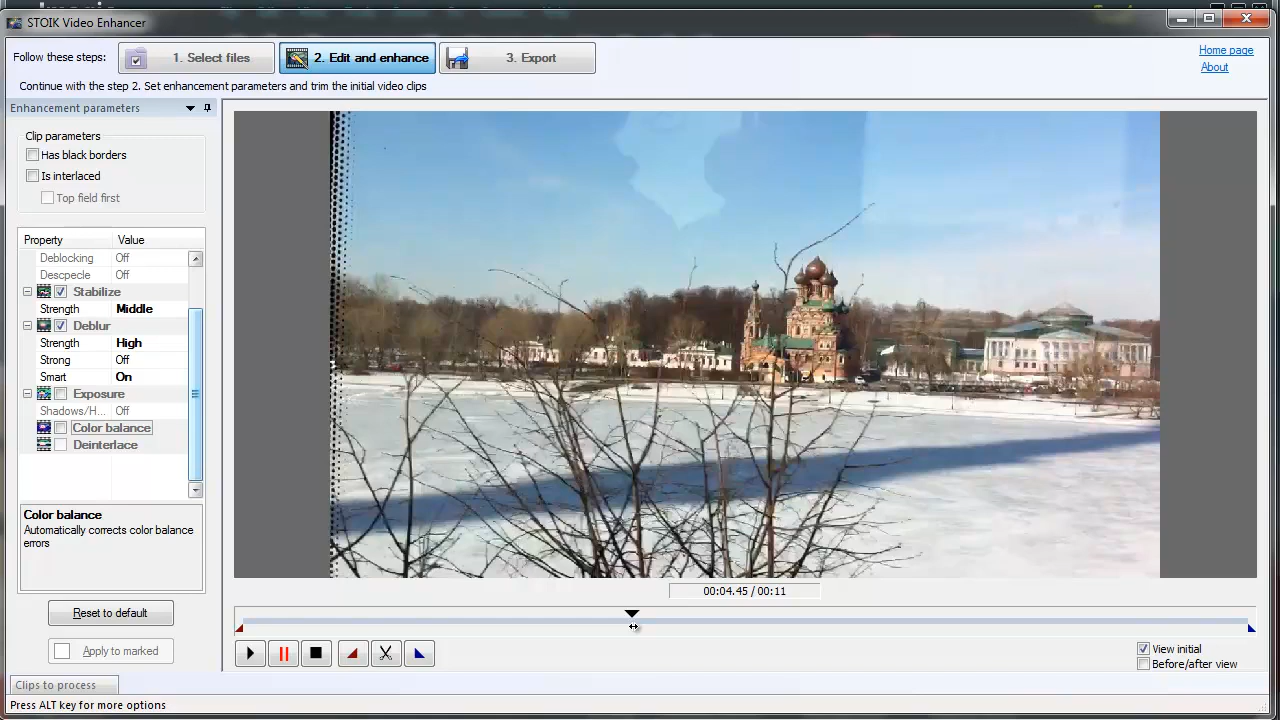 STOIK Video Enhancer
Follow these steps:
1. Select files
2. Edit and enhance
3. Export
Home page
About
Continue with the step 2. Set enhancement parameters and trim the initial video clips
Enhancement parameters
Clip parameters
Has black borders
Is interlaced
Top field first
Property Value
Deblocking Off
Descpecle Off
Stabilize
Strength Middle
Deblur
Strength High
Strong Off
Smart On
Exposure
Shadows/H... Off
Color balance
Deinterlace
Color balance
Automatically corrects color balance
errors
Reset to default
Apply to marked
00:04.45 / 00:11
View initial
Before/after view
Clips to process
Press ALT key for more options